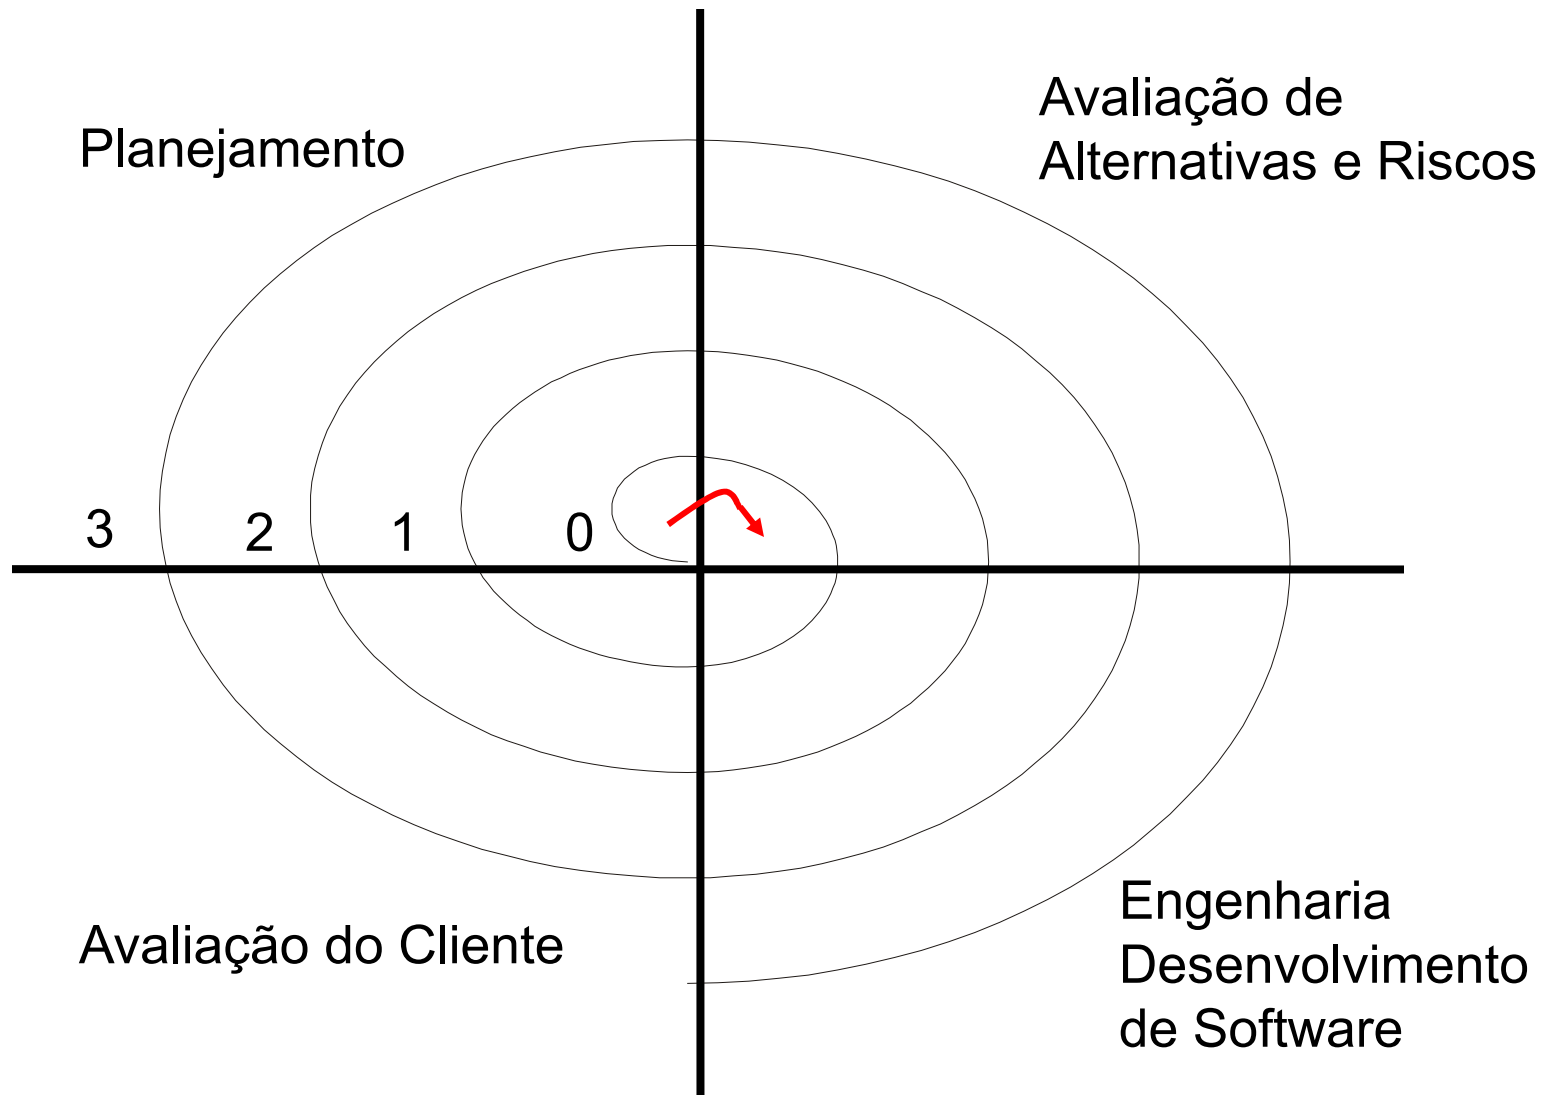 Planejamento
Avaliação de
Alternativas e Riscos
3 2 1 0
Avaliação do Cliente
Engenharia
Desenvolvimento
de Software